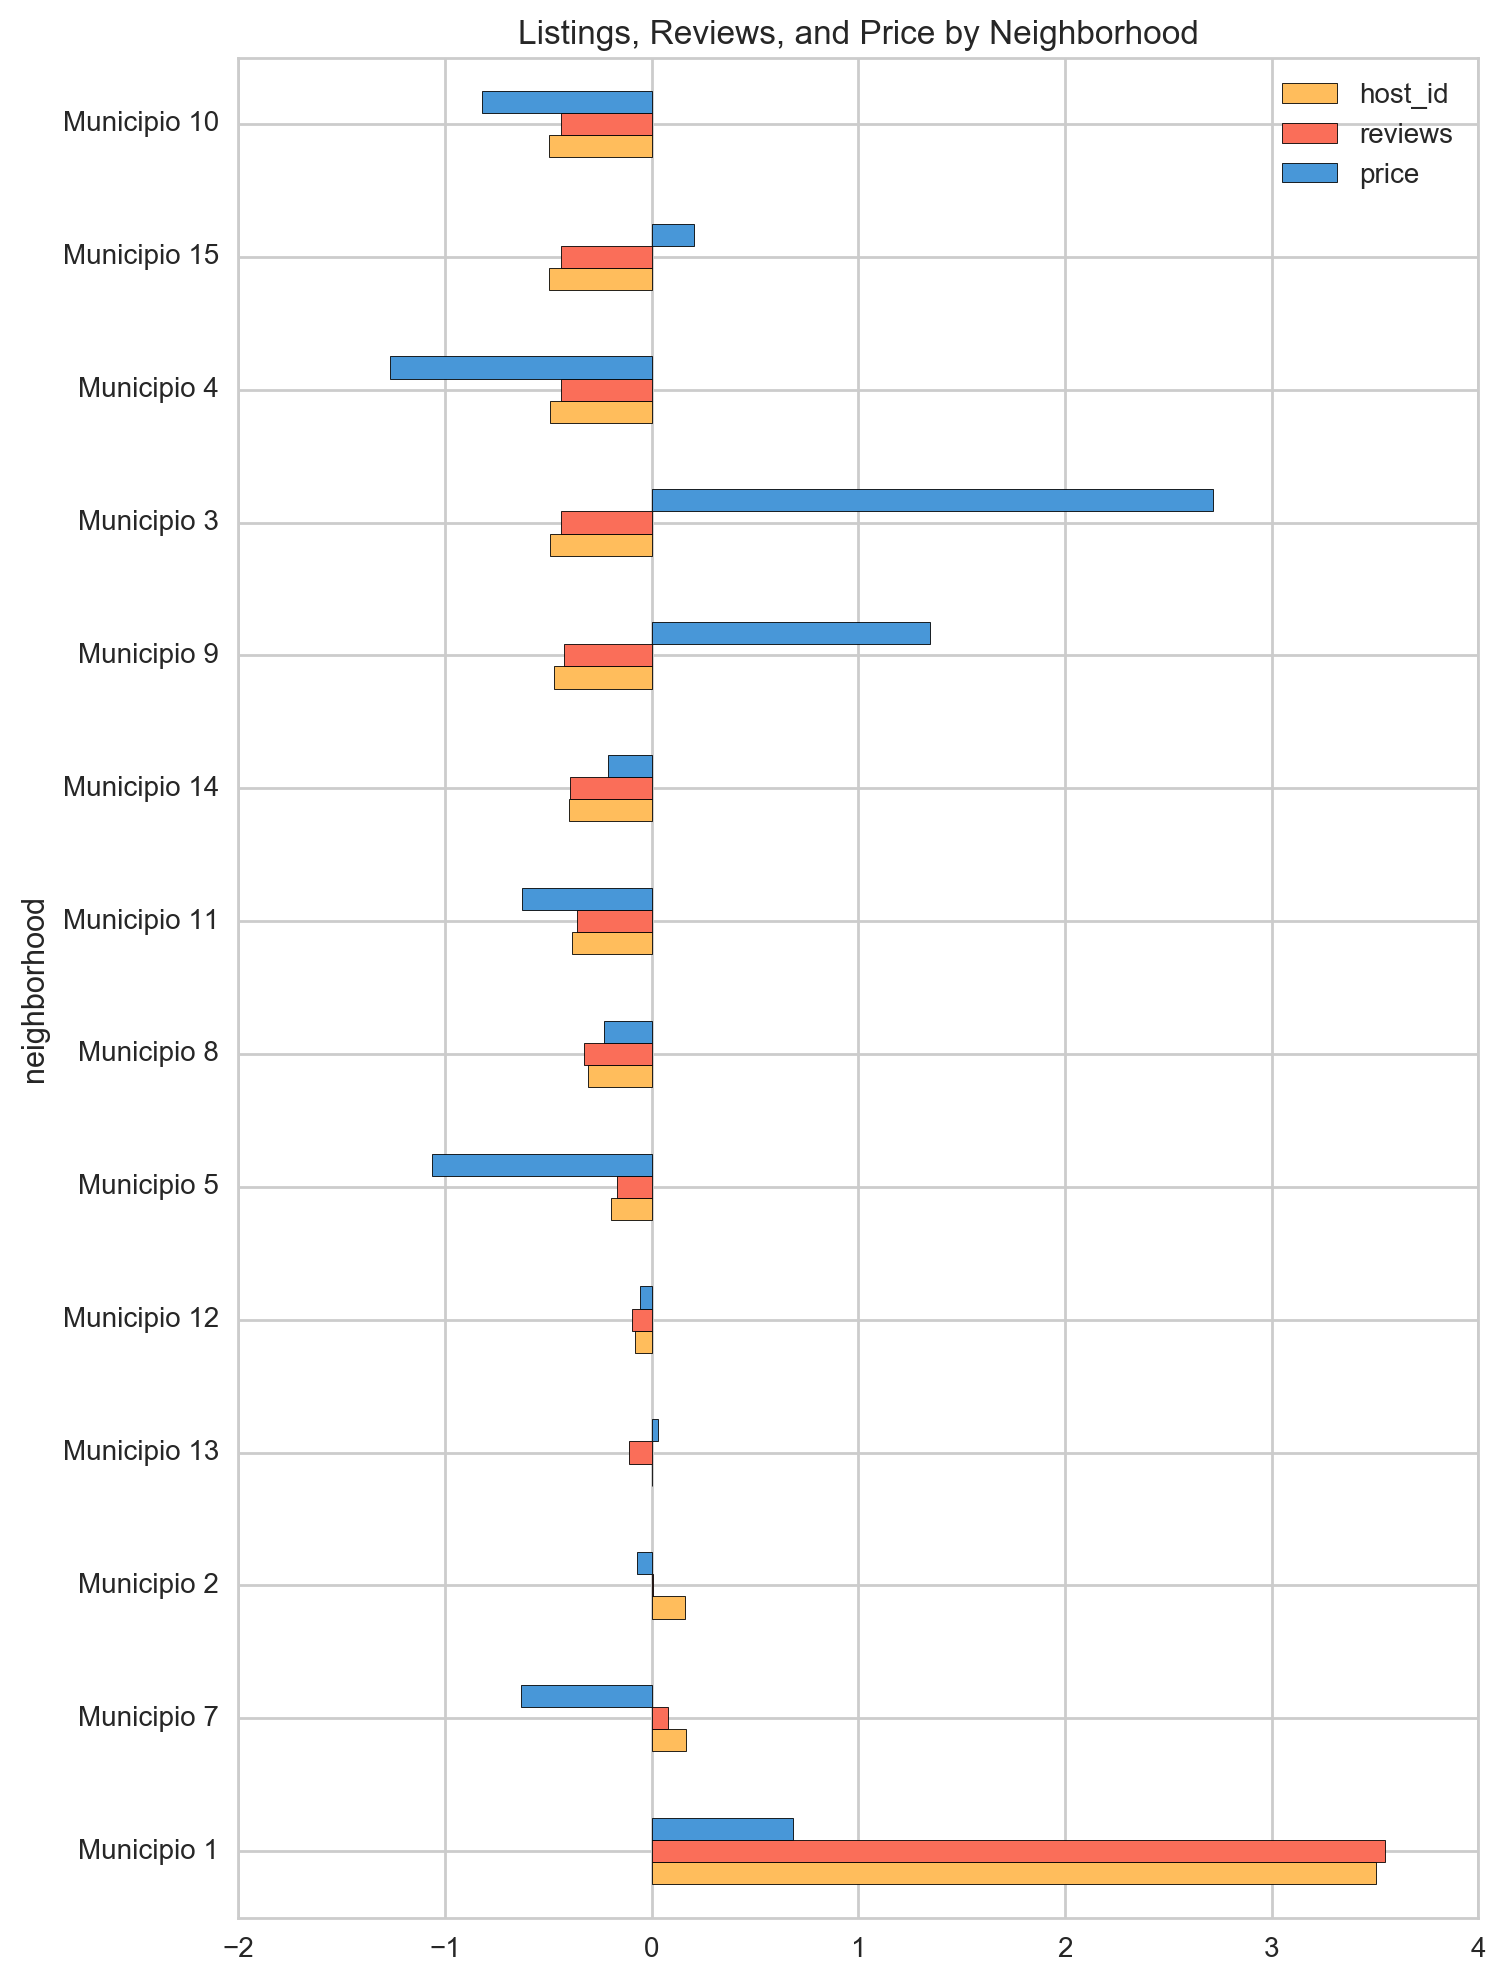 Listings, Reviews, and Price by Neighborhood
host_id
reviews
price
Municipio 10
Municipio 15
Municipio 4
Municipio 3
Municipio 9
Municipio 14
Municipio 11
Municipio 8
Municipio 5
Municipio 12
Municipio 13
Municipio 2
Municipio 7
Municipio 1
neighborhood
−2 −1 0 1 2 3 4